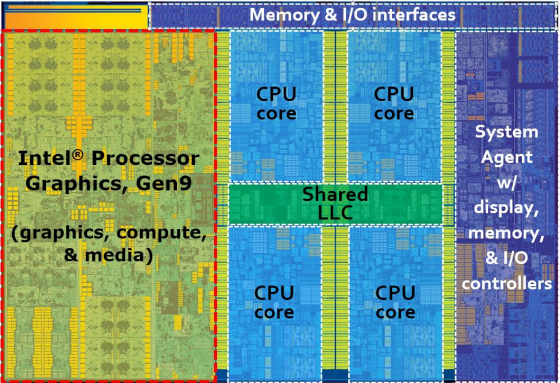 Memory & I/O interfaces
Intel® Processor
Graphics, Gen9
(graphics, compute,
& media)
CPU
core
CPU
core
Shared
LLC
CPU
core
CPU
core
System
Agent
w/
display,
memory,
& I/O
controllers